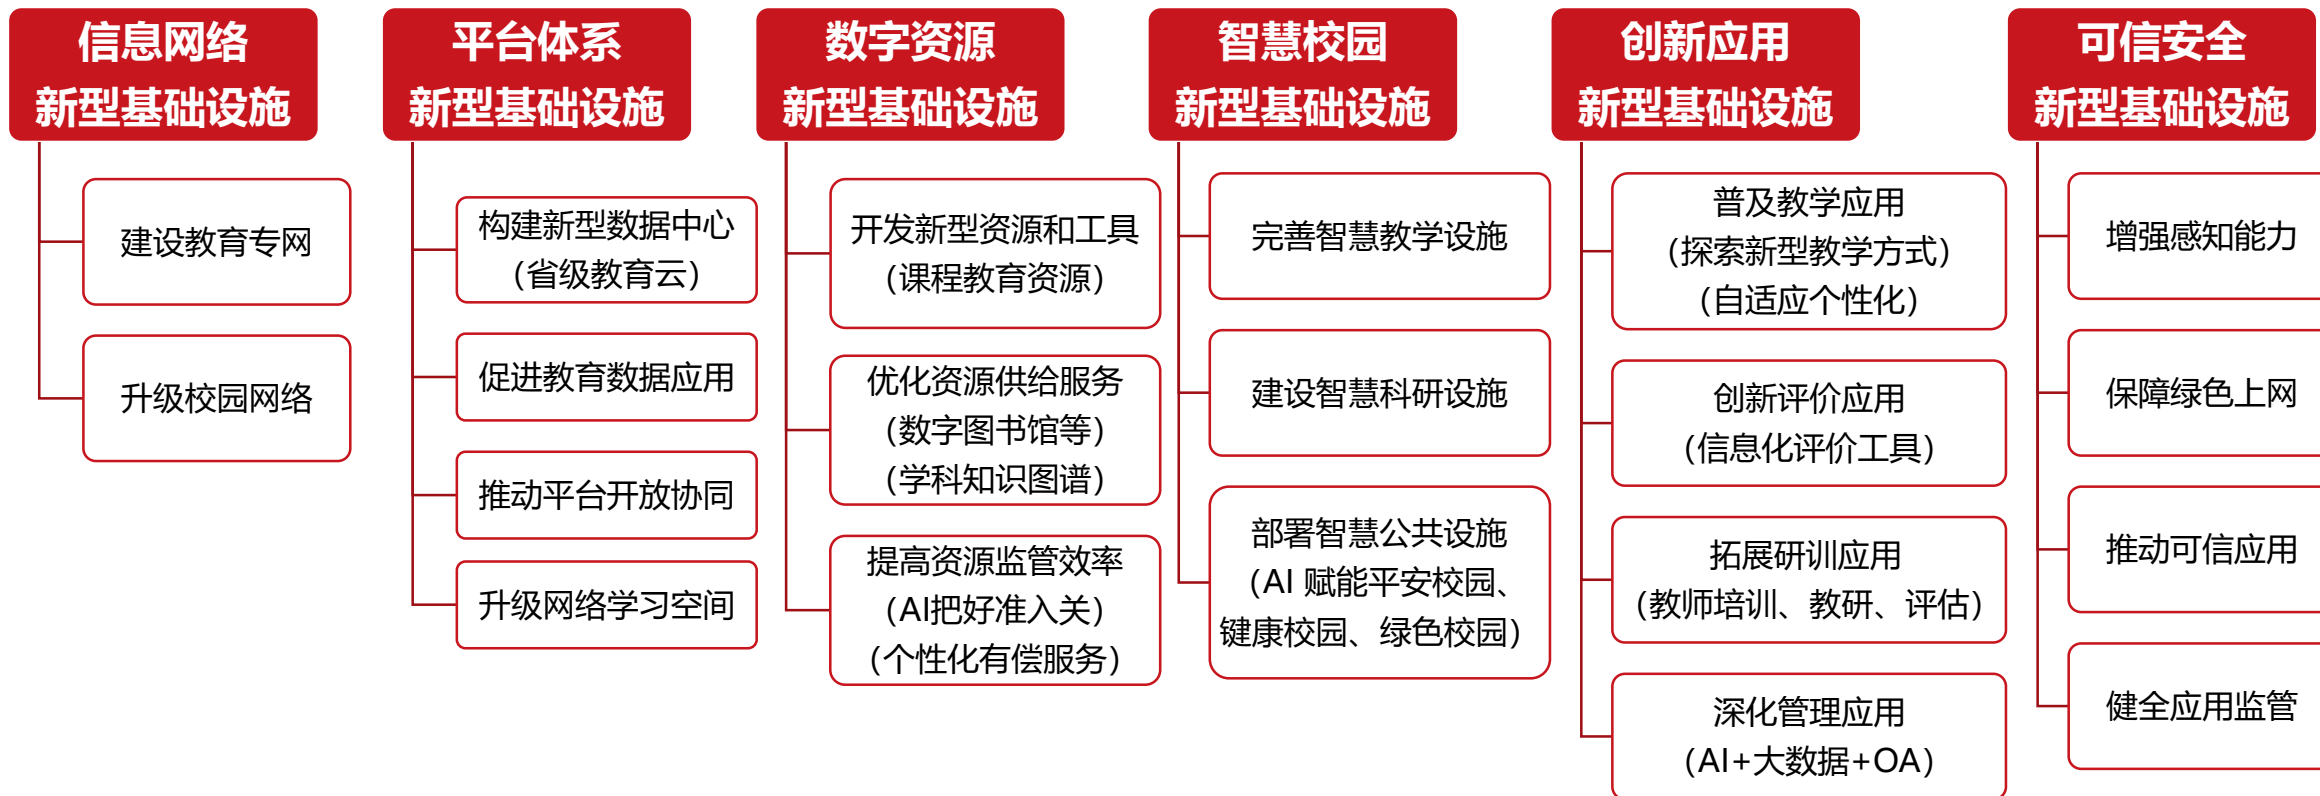 信息网络
新型基础设施
建设教育专网
升级校园网络
平台体系
新型基础设施
构建新型数据中心
（省级教育云）
促进教育数据应用
推动平台开放协同
升级网络学习空间
数字资源
新型基础设施
开发新型资源和工具
（课程教育资源）
优化资源供给服务
（数字图书馆等）
（学科知识图谱）
提高资源监管效率
（AI把好准入关）
（个性化有偿服务）
智慧校园
新型基础设施
完善智慧教学设施
建设智慧科研设施
部署智慧公共设施
（AI 赋能平安校园、
键康校园、绿色校园）
创新应用
新型基础设施
普及教学应用
（探索新型教学方式）
（自适应个性化）
创新评价应用
（信息化评价工具）
拓展研训应用
（教师培训、教研、评估）
深化管理应用
（AI+大数据+OA）
可信安全
新型基础设施
增强感知能力
保障绿色上网
推动可信应用
健全应用监管